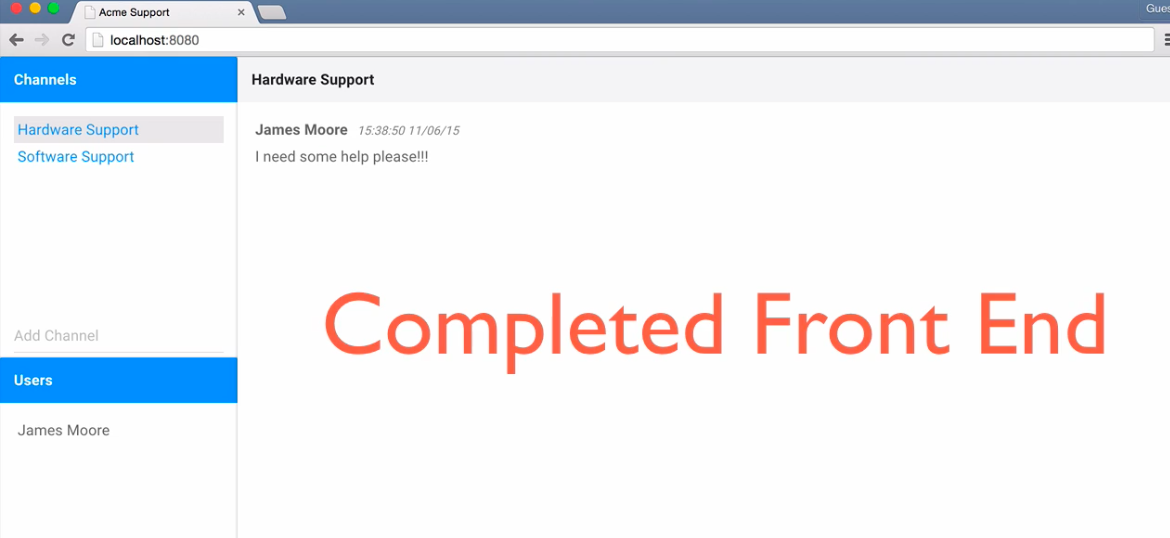 Acme Support
Gues
localhost:8080
Channels
Hardware Support
Software Support
Add Channel
Users
James Moore
Hardware Support
James Moore 15:38:50 11/06/15
I need some help please!!!
Completed Front End